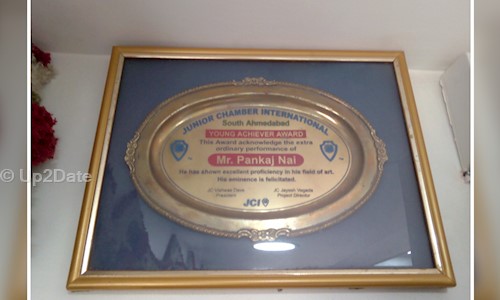 JUNIOR CHAMBER INTERNATIONAL
South Ahmedabad
YOUNG ACHIEVER AWARD
This Award acknowledge the extra
ordinary performance of
Mr. Pankaj Nai
He has shown excellent proficiency in his field of art.
His eminence is felicitated.
President
JC Jayesh
Project Director
JCI
© Up2Date